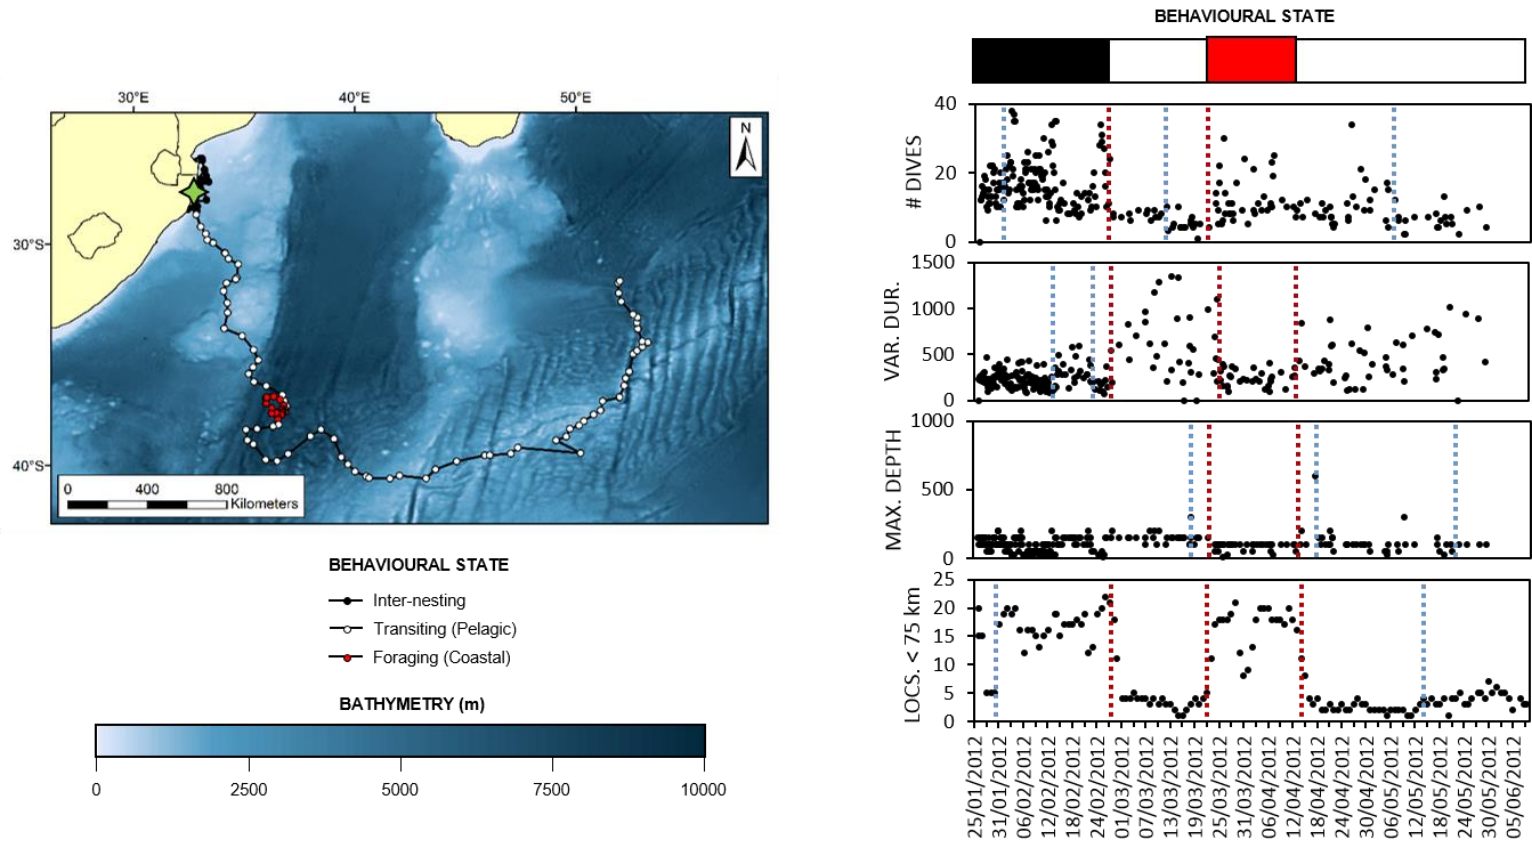 30°E 40°E 50°E
N
30°S
40°S
0 400 800
Kilometers
BEHAVIOURAL STATE
Inter-nesting
Transiting (Pelagic)
Foraging (Coastal)
BATHYMETRY (m)
0 2500 5000 7500 10000
BEHAVIOURAL STATE
# DIVES
40
20
0
VAR. DUR.
1500
1000
500
0
MAX. DEPTH
1000
500
0
LOCS. < 75 km
25
20
15
10
5
0
25/01/2012
31/01/2012
06/02/2012
12/02/2012
18/02/2012
24/02/2012
01/03/2012
07/03/2012
13/03/2012
19/03/2012
25/03/2012
31/03/2012
06/04/2012
12/04/2012
18/04/2012
24/04/2012
30/04/2012
06/05/2012
12/05/2012
18/05/2012
24/05/2012
30/05/2012
05/06/2012